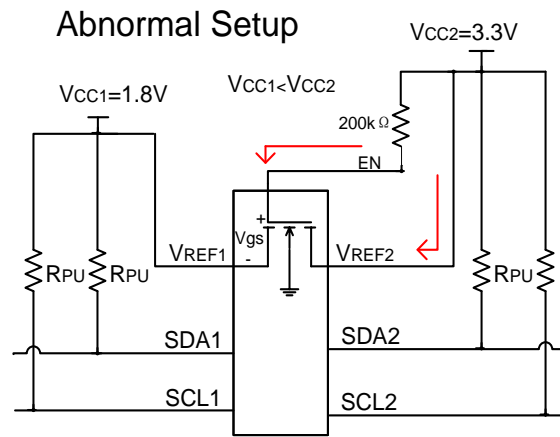 Abnormal Setup
VCC1=1.8V
VCC1<VCC2
VCC2=3.3V
200kΩ
EN
+
Vgs
-
VREF1
VREF2
RPU
RPU
RPU
SDA1
SDA2
SCL1
SCL2